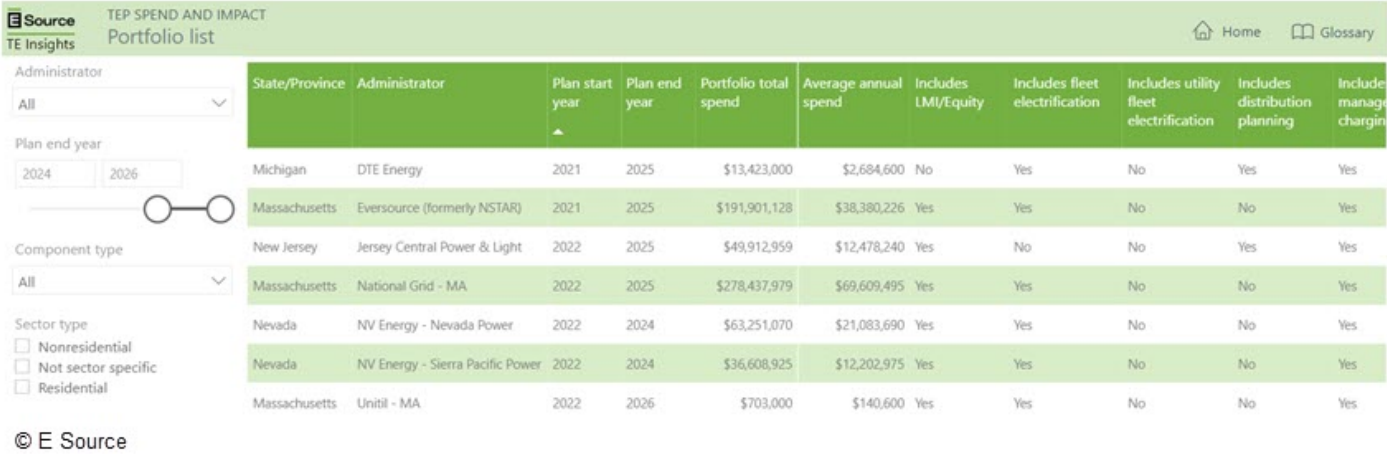 E Source
TE Insights
TEP SPEND AND IMPACT
Portfolio list
Home
Glossary
Administrator
All
Plan end year
2024 2026
Component type
All
Sector type
Nonresidential
Not sector specific
Residential
State/Province Administrator Plan start year Plan end year Portfolio total spend Average annual spend Includes LMI/Equity Includes fleet electrification Includes utility fleet electrification Includes distribution planning Include manage chargin
Michigan DTE Energy 2021 2025 $13,423,000 $2,684,600 No Yes No Yes Yes
Massachusetts Eversource (formerly NSTAR) 2021 2025 $191,901,128 $38,380,226 Yes Yes No No Yes
New Jersey Jersey Central Power & Light 2022 2025 $49,912,959 $12,478,240 Yes No No Yes Yes
Massachusetts National Grid - MA 2022 2025 $278,437,979 $69,609,495 Yes Yes No No Yes
Nevada NV Energy - Nevada Power 2022 2024 $63,251,070 $21,083,690 Yes Yes No No Yes
Nevada NV Energy - Sierra Pacific Power 2022 2024 $36,608,925 $12,202,975 Yes Yes No No Yes
Massachusetts Unitil - MA 2022 2026 $703,000 $140,600 Yes Yes No No Yes
© E Source